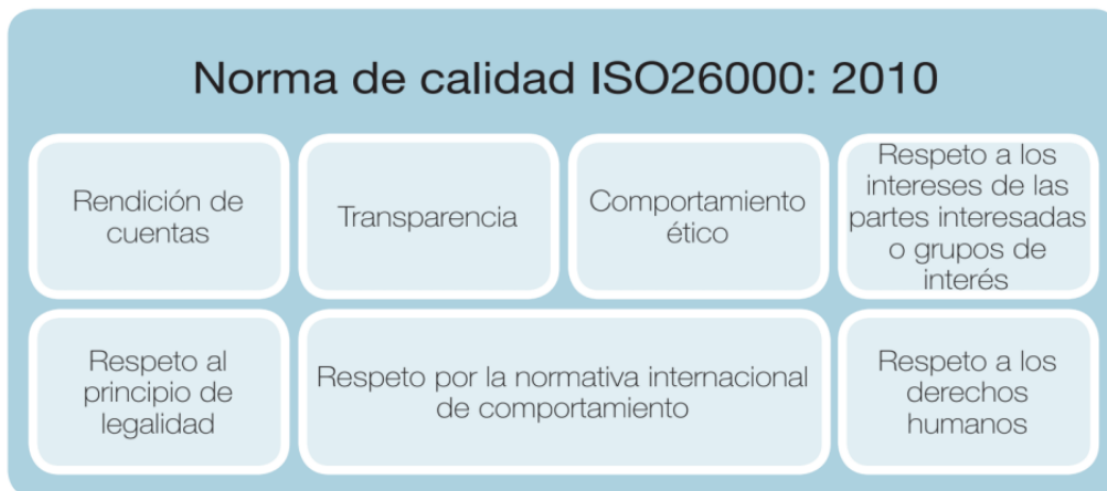 Norma de calidad ISO26000: 2010
Rendición de
cuentas
Transparencia
Comportamiento
ético
Respeto a los
intereses de las
partes interesadas
o grupos de
interés
Respeto al
principio de
legalidad
Respeto por la normativa internacional
de comportamiento
Respeto a los
derechos
humanos